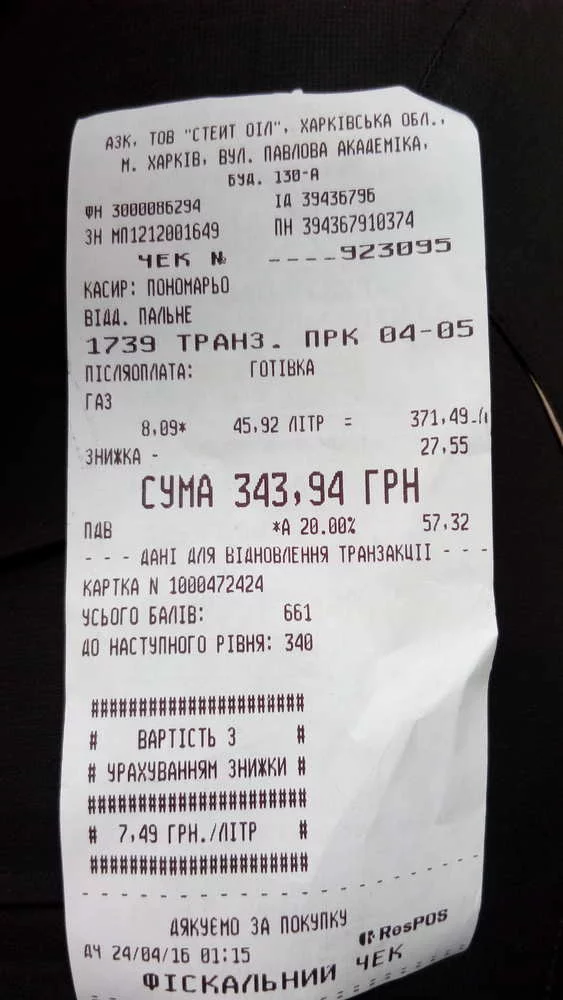 АЗК, ТОВ "СТЕЙТ ОІЛ", ХАРКІВСЬКА ОБЛ.,
М. ХАРКІВ, ВУЛ. ПАВЛОВА АКАДЕМІКА,
БУД. 130-А
ФН 3000086294 ІД 39436796
ЗН МП1212001649 ПН 394367910374
ЧЕК № ----923095
КАСИР: ПОНОМАРЬО
ВІДД. ПАЛЬНЕ
1739 ТРАНЗ. ПРК 04-05
ПІСЛЯОПЛАТА: ГОТІВКА
ГАЗ
8,09* 45,92 ЛІТР = 371,49
ЗНИЖКА - 27,55
СУМА 343,94 ГРН
ПДВ *А 20.00% 57,32
- - - ДАНІ ДЛЯ ВІДНОВЛЕННЯ ТРАНЗАКЦІІ - - -
КАРТКА N 1000472424
УСЬОГО БАЛІВ: 661
ДО НАСТУПНОГО РІВНЯ: 340
######################
# ВАРТІСТЬ З #
# УРАХУВАННЯМ ЗНИЖКИ #
######################
# 7,49 ГРН./ЛІТР #
######################
ДЯКУЄМО ЗА ПОКУПКУ
ДЧ 24/04/16 01:15 ResPOS
ФІСКАЛЬНИЙ ЧЕК